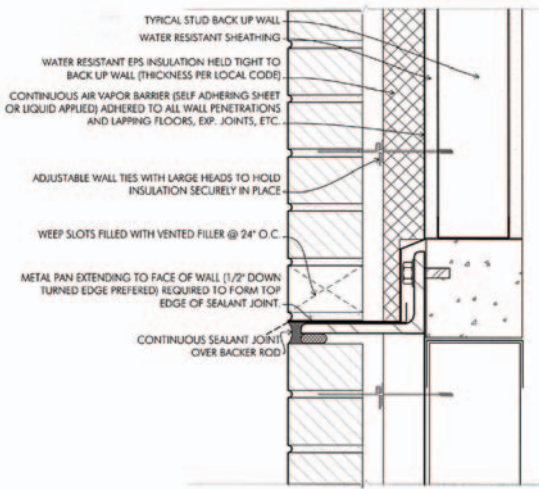 TYPICAL STUD BACK UP WALL
WATER RESISTANT SHEATHING
WATER RESISTANT EPS INSULATION HELD TIGHT TO
BACK UP WALL (THICKNESS PER LOCAL CODE)
CONTINUOUS AIR VAPOR BARRIER (SELF ADHERING SHEET
OR LIQUID APPLIED) ADHERED TO ALL WALL PENETRATIONS
AND LAPPING FLOORS, EXP. JOINTS, ETC.
ADJUSTABLE WALL TIES WITH LARGE HEADS TO HOLD
INSULATION SECURELY IN PLACE
WEEP SLOTS FILLED WITH VENTED FILLER @ 24" O.C.
METAL PAN EXTENDING TO FACE OF WALL (1/2" DOWN
TURNED EDGE PREFERED) REQUIRED TO FORM TOP
EDGE OF SEALANT JOINT.
CONTINUOUS SEALANT JOINT
OVER BACKER ROD